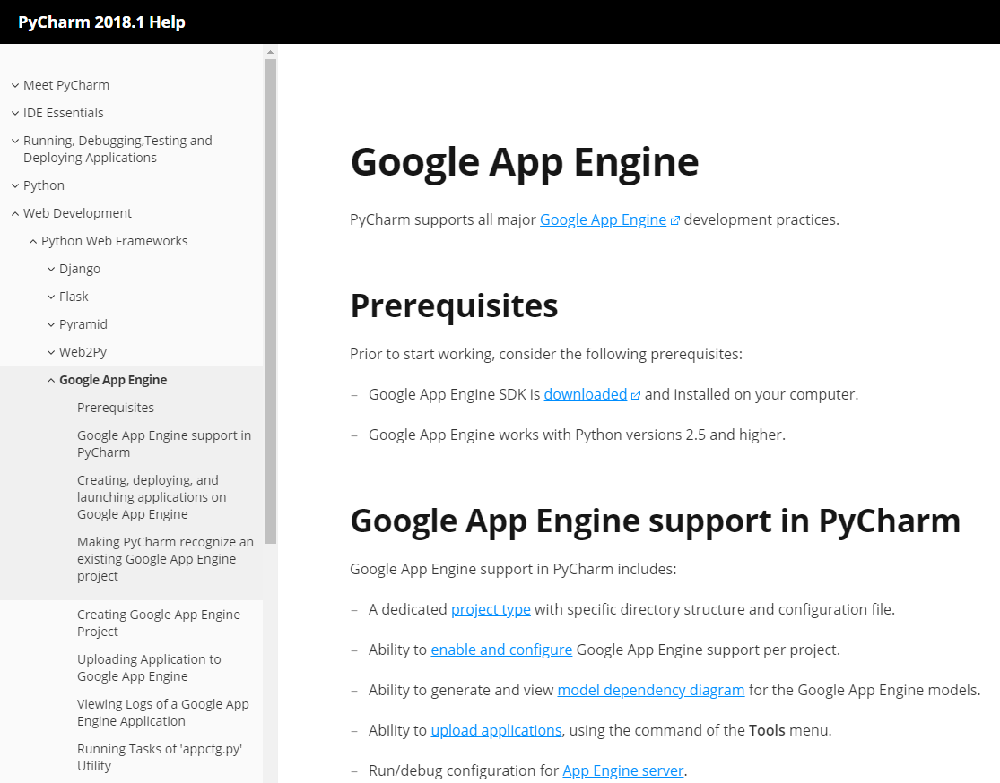 PyCharm 2018.1 Help
Meet PyCharm
IDE Essentials
Running, Debugging,Testing and
Deploying Applications
Python
Web Development
Python Web Frameworks
Django
Flask
Pyramid
Web2Py
Google App Engine
Prerequisites
Google App Engine support in
PyCharm
Creating, deploying, and
launching applications on
Google App Engine
Making PyCharm recognize an
existing Google App Engine
project
Creating Google App Engine
Project
Uploading Application to
Google App Engine
Viewing Logs of a Google App
Engine Application
Running Tasks of 'appcfg.py'
Utility
Google App Engine
PyCharm supports all major Google App Engine development practices.
Prerequisites
Prior to start working, consider the following prerequisites:
– Google App Engine SDK is downloaded and installed on your computer.
– Google App Engine works with Python versions 2.5 and higher.
Google App Engine support in PyCharm
Google App Engine support in PyCharm includes:
– A dedicated project type with specific directory structure and configuration file.
– Ability to enable and configure Google App Engine support per project.
– Ability to generate and view model dependency diagram for the Google App Engine models.
– Ability to upload applications, using the command of the Tools menu.
– Run/debug configuration for App Engine server.